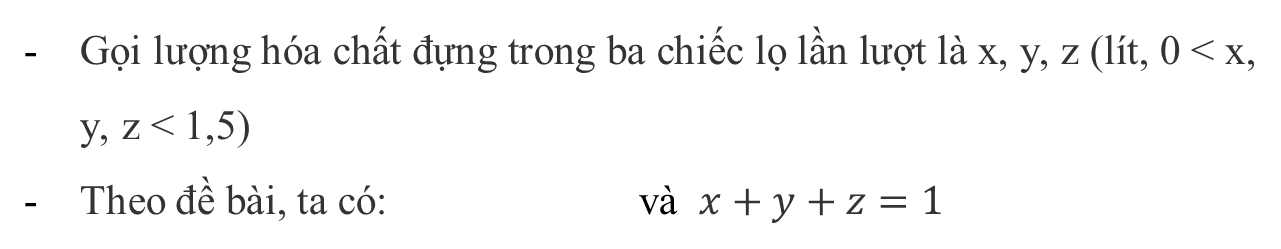 - Gọi lượng hóa chất đựng trong ba chiếc lọ lần lượt là x, y, z (lít, 0 < x,
y, z < 1,5)
- Theo đề bài, ta có: và x + y + z = 1